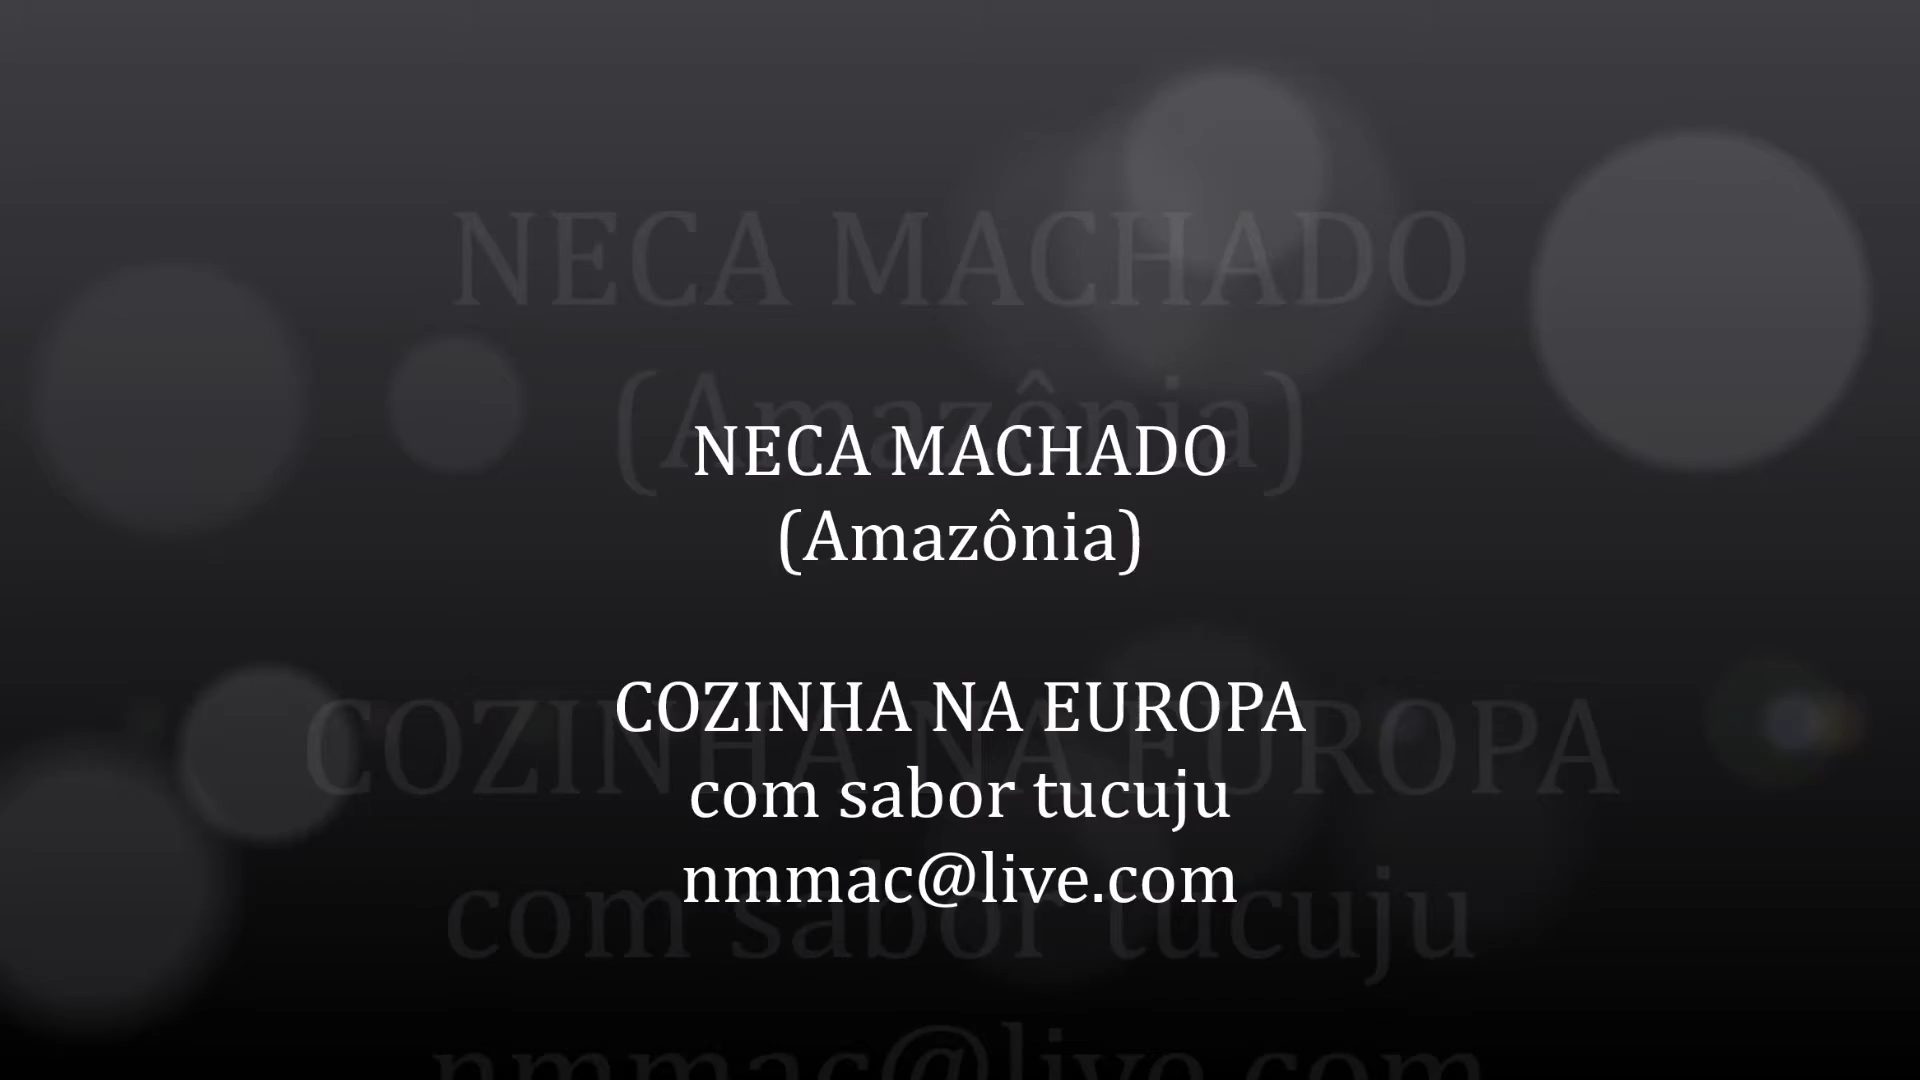 NECA MACHADO
(Amazônia)
COZINHA NA EUROPA
com sabor tucuju
nmmac@live.com